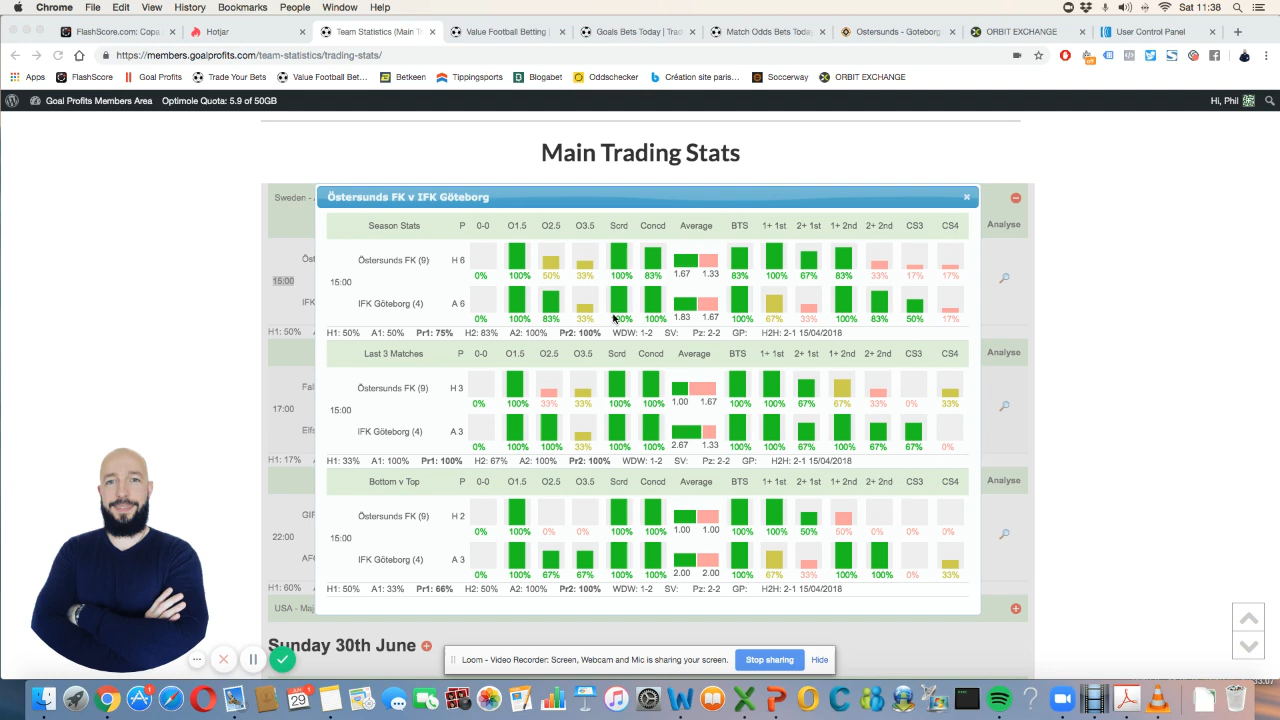 Chrome File Edit View History Bookmarks People Window Help Sat 11:38
FlashScore.com: Copa Hotjar Team Statistics (Main T Value Football Betting Goals Bets Today | Trad Match Odds Bets Today Ostersunds - Goteborg ORBIT EXCHANGE User Control Panel
https://members.goalprofits.com/team-statistics/trading-stats/
Apps FlashScore Goal Profits Trade Your Bets Value Football Bet... Betkeen Tippingsports Blogabet Oddschecker Création site paris... Soccerway ORBIT EXCHANGE
Goal Profits Members Area Optimole Quota: 5.9 of 50GB Hi, Phil
Main Trading Stats
Sweden -
Östersunds FK v IFK Göteborg ×
Season Stats P 0-0 O1.5 O2.5 O3.5 Scrd Concd Average BTS 1+ 1st 2+ 1st 1+ 2nd 2+ 2nd CS3 CS4 Analyse
Öst Östersunds FK (9) H 6
0% 100% 50% 33% 100% 83% 1.67 1.33 83% 100% 67% 83% 33% 17% 17%
15:00 15:00
IFK IFK Göteborg (4) A 6
0% 100% 83% 33% 100% 1.83 1.67 100% 67% 33% 100% 83% 50% 17%
H1: 50% H1: 50% A1: 50% Pr1: 75% H2: 83% A2: 100% Pr2: 100% WDW: 1-2 SV: Pz: 2-2 GP: H2H: 2-1 15/04/2018
Last 3 Matches P 0-0 O1.5 O2.5 O3.5 Scrd Concd Average BTS 1+ 1st 2+ 1st 1+ 2nd 2+ 2nd CS3 CS4 Analyse
Fal Östersunds FK (9) H 3
0% 100% 33% 33% 100% 100% 1.00 1.67 100% 100% 67% 67% 33% 0% 33%
17:00 15:00
Elfs IFK Göteborg (4) A 3
0% 100% 100% 33% 100% 100% 2.67 1.33 100% 100% 67% 100% 67% 67% 0%
H1: 17% H1: 33% A1: 100% Pr1: 100% H2: 67% A2: 100% Pr2: 100% WDW: 1-2 SV: Pz: 2-2 GP: H2H: 2-1 15/04/2018
Bottom v Top P 0-0 O1.5 O2.5 O3.5 Scrd Concd Average BTS 1+ 1st 2+ 1st 1+ 2nd 2+ 2nd CS3 CS4 Analyse
GIF Östersunds FK (9) H 2
0% 100% 0% 0% 100% 100% 1.00 1.00 100% 100% 50% 50% 0% 0% 0%
22:00 15:00
AFC IFK Göteborg (4) A 3
0% 100% 67% 67% 100% 100% 2.00 2.00 100% 67% 33% 100% 100% 0% 33%
H1: 60% H1: 50% A1: 33% Pr1: 66% H2: 50% A2: 100% Pr2: 100% WDW: 1-2 SV: Pz: 2-2 GP: H2H: 2-1 15/04/2018
USA - Maj
Sunday 30th June
Loom - Video Recorder: Screen, Webcam and Mic is sharing your screen. Stop sharing Hide